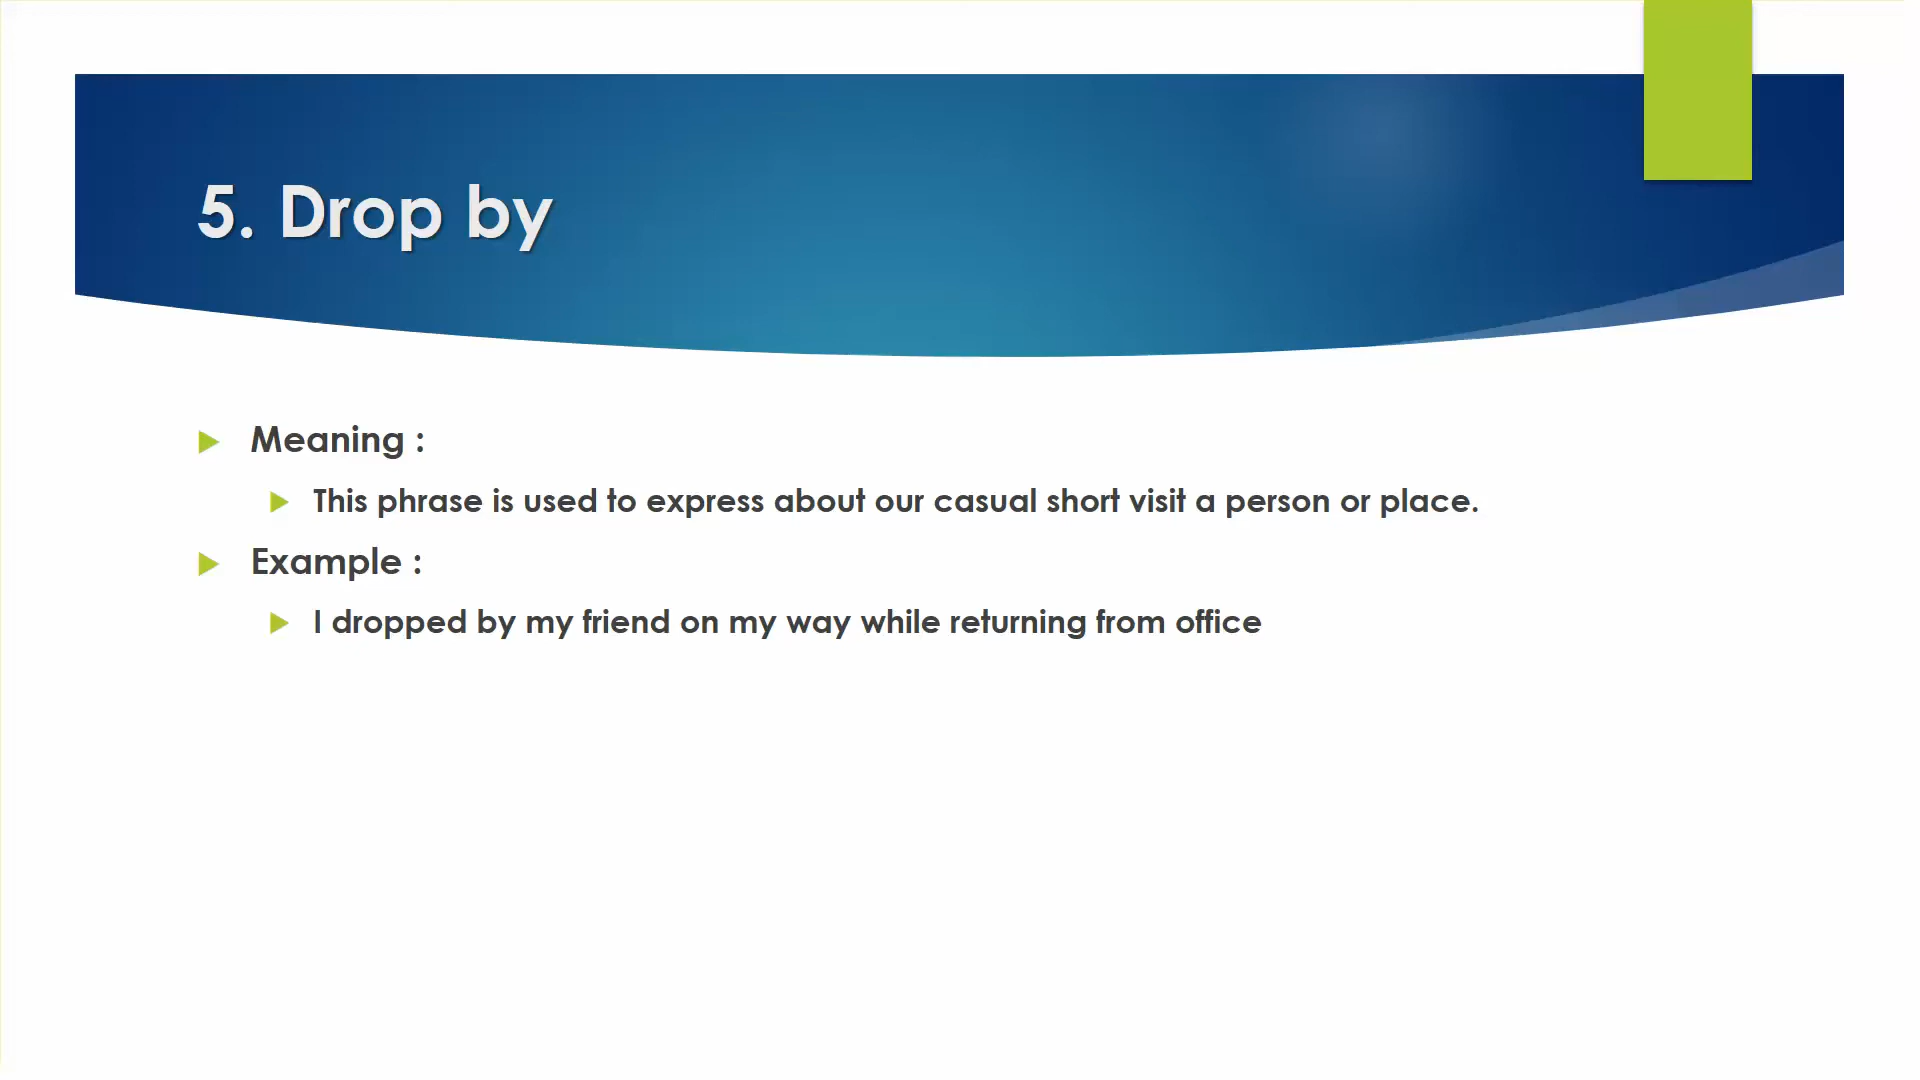 5. Drop by
Meaning :
This phrase is used to express about our casual short visit a person or place.
Example :
I dropped by my friend on my way while returning from office